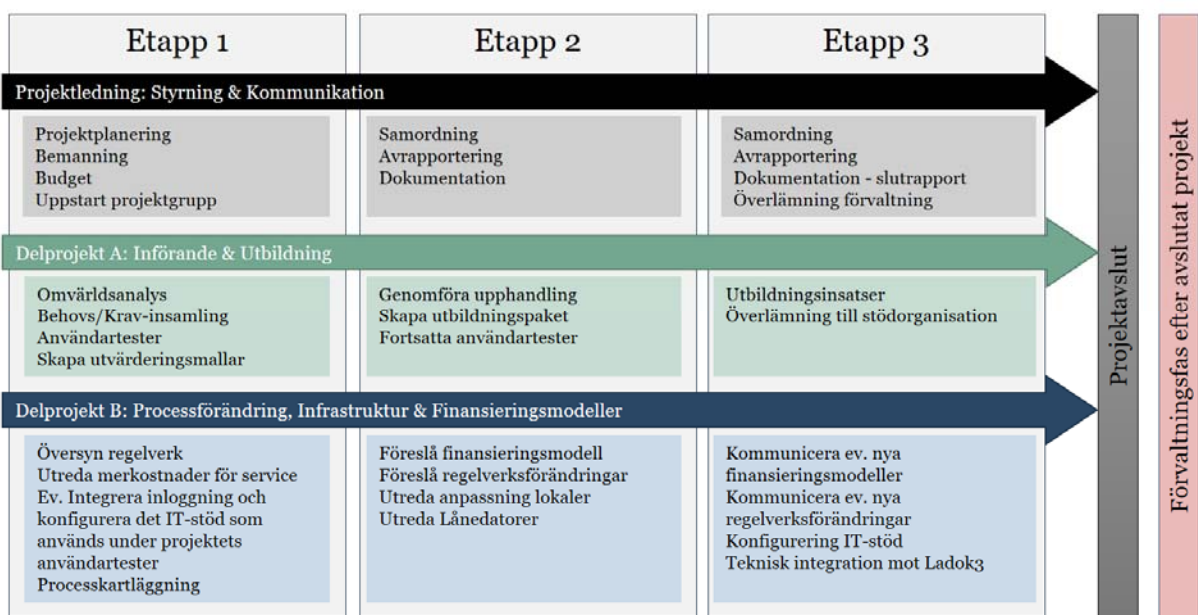 Etapp 1
Etapp 2
Etapp 3
Projektledning: Styrning & Kommunikation
Projektplanering
Bemanning
Budget
Uppstart projektgrupp
Samordning
Avrapportering
Dokumentation
Samordning
Avrapportering
Dokumentation - slutrapport
Överlämning förvaltning
Delprojekt A: Införande & Utbildning
Omvärldsanalys
Behovs/Krav-insamling
Användartester
Skapa utvärderingsmallar
Genomföra upphandling
Skapa utbildningspaket
Fortsatta användartester
Utbildningsinsatser
Överlämning till stödorganisation
Delprojekt B: Processförändring, Infrastruktur & Finansieringsmodeller
Översyn regelverk
Utreda merkostnader för service
Ev. Integrera inloggning och
konfigurera det IT-stöd som
används under projektets
användartester
Processkartläggning
Föreslå finansieringsmodell
Föreslå regelverksförändringar
Utreda anpassning lokaler
Utreda Lånedatorer
Kommunicera ev. nya
finansieringsmodeller
Kommunicera ev. nya
regelverksförändringar
Konfigurering IT-stöd
Teknisk integration mot Ladok3
Projektavslut
Förvaltningsfas efter avslutat projekt